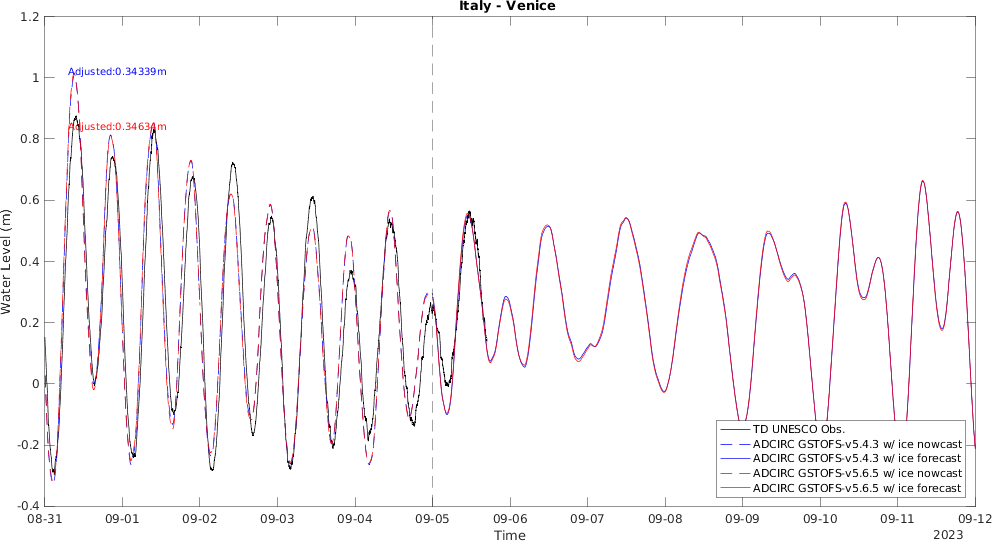 Italy - Venice
1.2
1
0.8
0.6
0.4
0.2
0
-0.2
-0.4
Water Level (m)
Adjusted:0.34339m
Adjusted:0.34634m
TD UNESCO Obs.
ADCIRC GSTOFS-v5.4.3 w/ ice nowcast
ADCIRC GSTOFS-v5.4.3 w/ ice forecast
ADCIRC GSTOFS-v5.6.5 w/ ice nowcast
ADCIRC GSTOFS-v5.6.5 w/ ice forecast
08-31 09-01 09-02 09-03 09-04 09-05 09-06 09-07 09-08 09-09 09-10 09-11 09-12
Time
2023